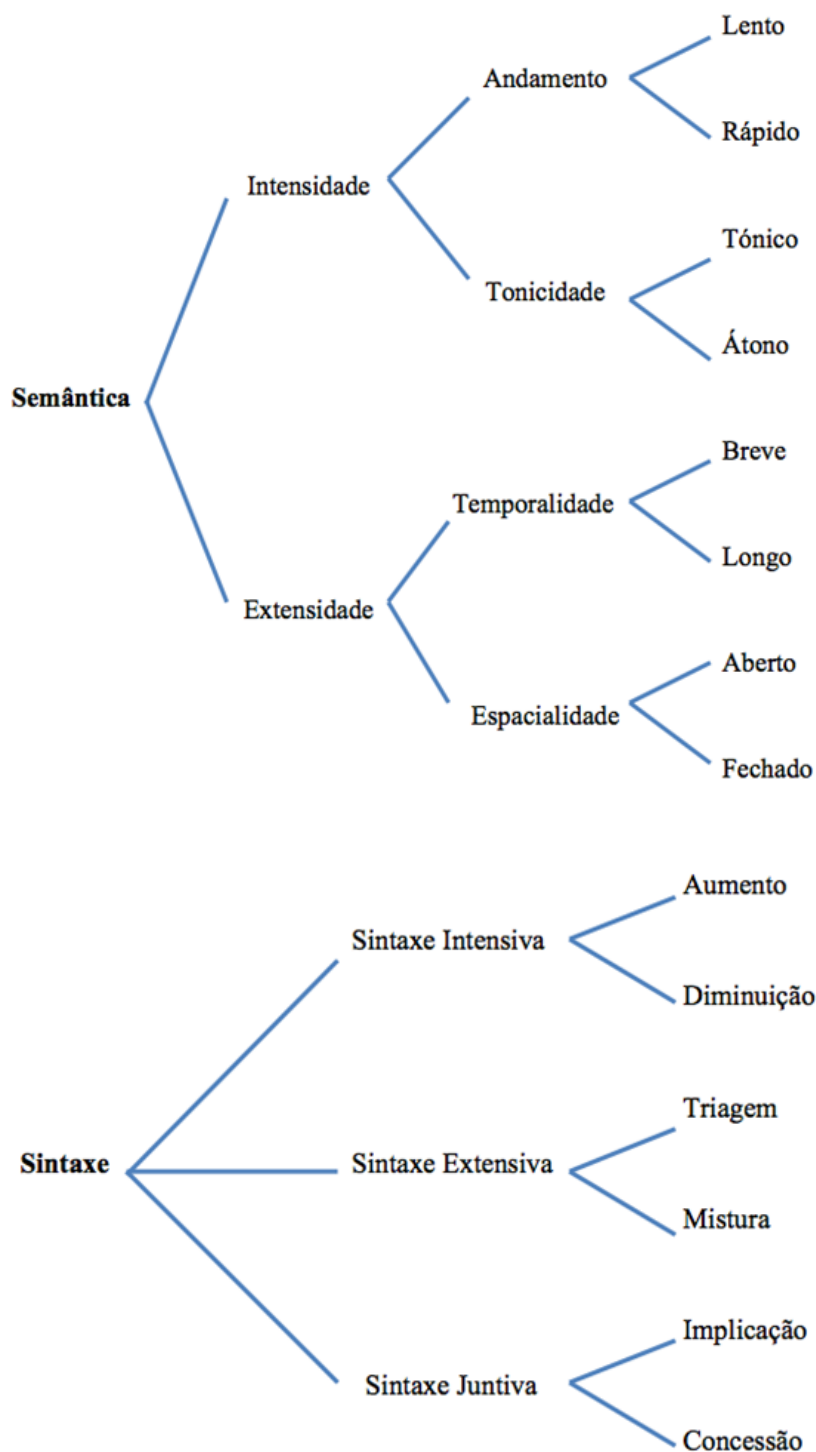 Lento
Andamento
Rápido
Intensidade
Tónico
Tonicidade
Átono
Semântica
Breve
Temporalidade
Longo
Extensidade
Aberto
Espacialidade
Fechado
Aumento
Sintaxe Intensiva
Diminuição
Triagem
Sintaxe
Sintaxe Extensiva
Mistura
Implicação
Sintaxe Juntiva
Concessão